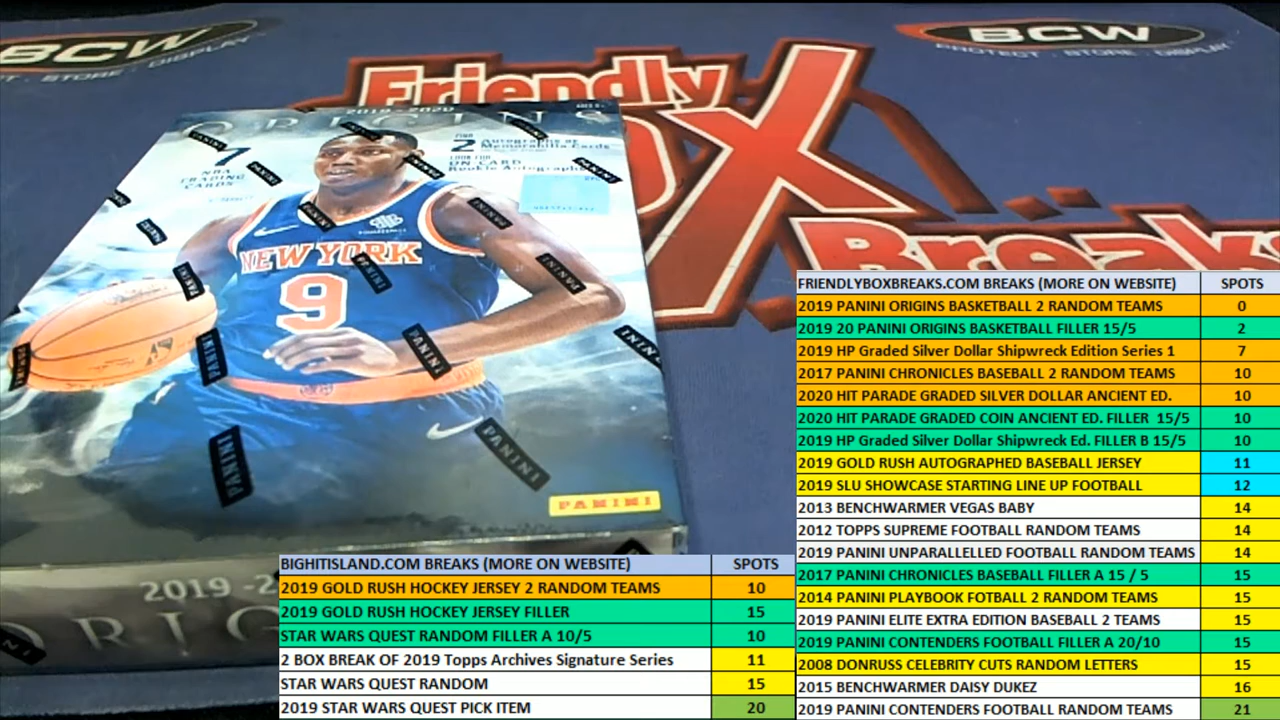 BCW
PROTECT · STORE · DISPLAY
BCW
PROTECT · STORE · DISPLAY
Friendly
BOX
Breaks
2019-2020
ORIGINS
7
NBA
TRADING
CARDS
FIND
2 Autographs or
Memorabilia Cards
LOOK FOR
ON-CARD
Rookie Autographs
NEW YORK
9
PANINI
2019-2
ORIG
FRIENDLYBOXBREAKS.COM BREAKS (MORE ON WEBSITE) SPOTS
2019 PANINI ORIGINS BASKETBALL 2 RANDOM TEAMS 0
2019 20 PANINI ORIGINS BASKETBALL FILLER 15/5 2
2019 HP Graded Silver Dollar Shipwreck Edition Series 1 7
2017 PANINI CHRONICLES BASEBALL 2 RANDOM TEAMS 10
2020 HIT PARADE GRADED SILVER DOLLAR ANCIENT ED. 10
2020 HIT PARADE GRADED COIN ANCIENT ED. FILLER 15/5 10
2019 HP Graded Silver Dollar Shipwreck Ed. FILLER B 15/5 10
2019 GOLD RUSH AUTOGRAPHED BASEBALL JERSEY 11
2019 SLU SHOWCASE STARTING LINE UP FOOTBALL 12
2013 BENCHWARMER VEGAS BABY 14
2012 TOPPS SUPREME FOOTBALL RANDOM TEAMS 14
2019 PANINI UNPARALLELLED FOOTBALL RANDOM TEAMS 14
2017 PANINI CHRONICLES BASEBALL FILLER A 15 / 5 15
2014 PANINI PLAYBOOK FOTBALL 2 RANDOM TEAMS 15
2019 PANINI ELITE EXTRA EDITION BASEBALL 2 TEAMS 15
2019 PANINI CONTENDERS FOOTBALL FILLER A 20/10 15
2008 DONRUSS CELEBRITY CUTS RANDOM LETTERS 15
2015 BENCHWARMER DAISY DUKEZ 16
2019 PANINI CONTENDERS FOOTBALL RANDOM TEAMS 21
BIGHITISLAND.COM BREAKS (MORE ON WEBSITE) SPOTS
2019 GOLD RUSH HOCKEY JERSEY 2 RANDOM TEAMS 10
2019 GOLD RUSH HOCKEY JERSEY FILLER 15
STAR WARS QUEST RANDOM FILLER A 10/5 10
2 BOX BREAK OF 2019 Topps Archives Signature Series 11
STAR WARS QUEST RANDOM 15
2019 STAR WARS QUEST PICK ITEM 20